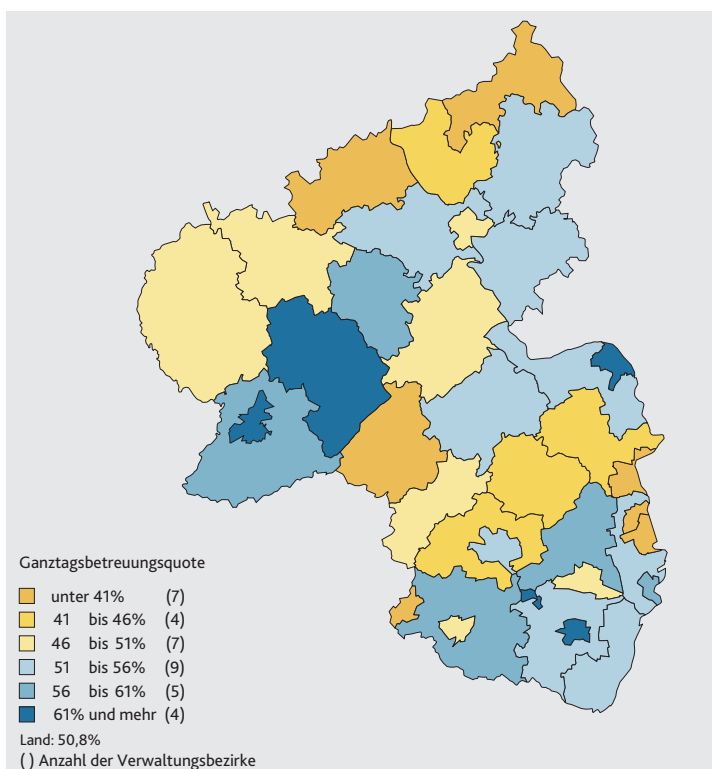 Ganztagsbetreuungsquote
unter 41% (7)
41 bis 46% (4)
46 bis 51% (7)
51 bis 56% (9)
56 bis 61% (5)
61% und mehr (4)
Land: 50,8%
( ) Anzahl der Verwaltungsbezirke